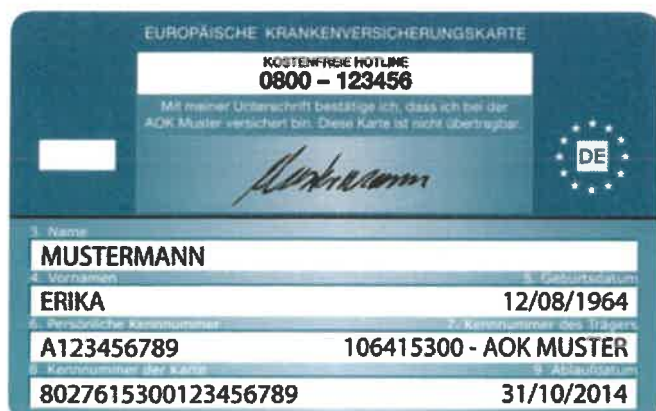 EUROPÄISCHE KRANKENVERSICHERUNGSKARTE
KOSTENFREIE HOTLINE
0800 – 123456
Mit meiner Unterschrift bestätige ich, dass ich bei der
AOK Muster versichert bin. Diese Karte ist nicht übertragbar.
Mustermann
DE
3. Name
MUSTERMANN
4. Vornamen 5. Geburtsdatum
ERIKA 12/08/1964
6. Persönliche Kennnummer 7. Kennnummer des Trägers
A123456789 106415300 - AOK MUSTER
8. Kennnummer der Karte 9. Ablaufdatum
8027615300123456789 31/10/2014